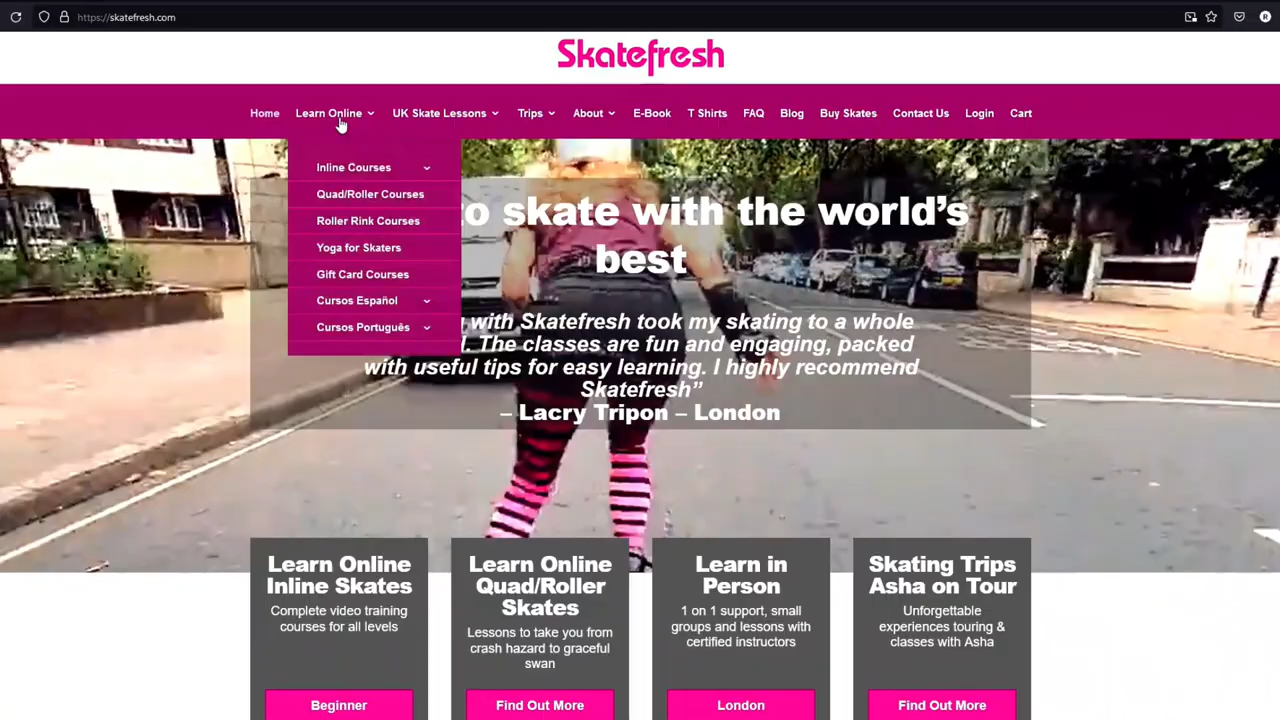 https://skatefresh.com
R
Skatefresh
Home Learn Online UK Skate Lessons Trips About E-Book T Shirts FAQ Blog Buy Skates Contact Us Login Cart
Inline Courses
Quad/Roller Courses
Roller Rink Courses
Yoga for Skaters
Gift Card Courses
Cursos Español
Cursos Português
to skate with the world's
best
with Skatefresh took my skating to a whole
The classes are fun and engaging, packed
with useful tips for easy learning. I highly recommend
Skatefresh”
– Lacry Tripon – London
Learn Online
Inline Skates
Complete video training
courses for all levels
Beginner
Learn Online
Quad/Roller
Skates
Lessons to take you from
crash hazard to graceful
swan
Find Out More
Learn in
Person
1 on 1 support, small
groups and lessons with
certified instructors
London
Skating Trips
Asha on Tour
Unforgettable
experiences touring &
classes with Asha
Find Out More